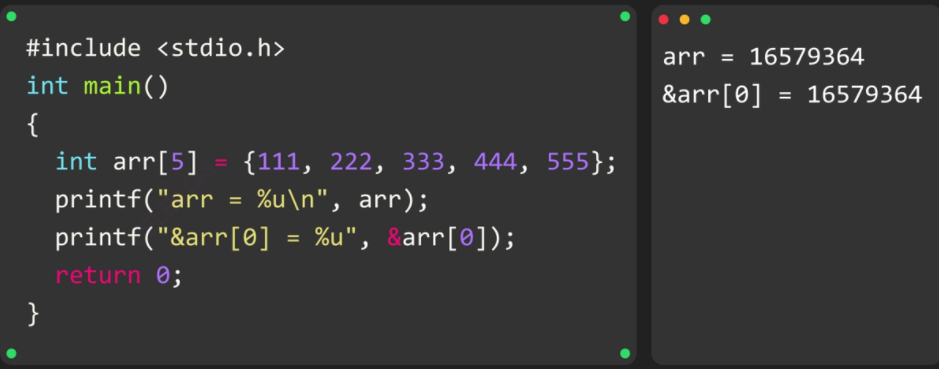 #include <stdio.h>
int main()
{
int arr[5] = {111, 222, 333, 444, 555};
printf("arr = %u\n", arr);
printf("&arr[0] = %u", &arr[0]);
return 0;
}
arr = 16579364
&arr[0] = 16579364